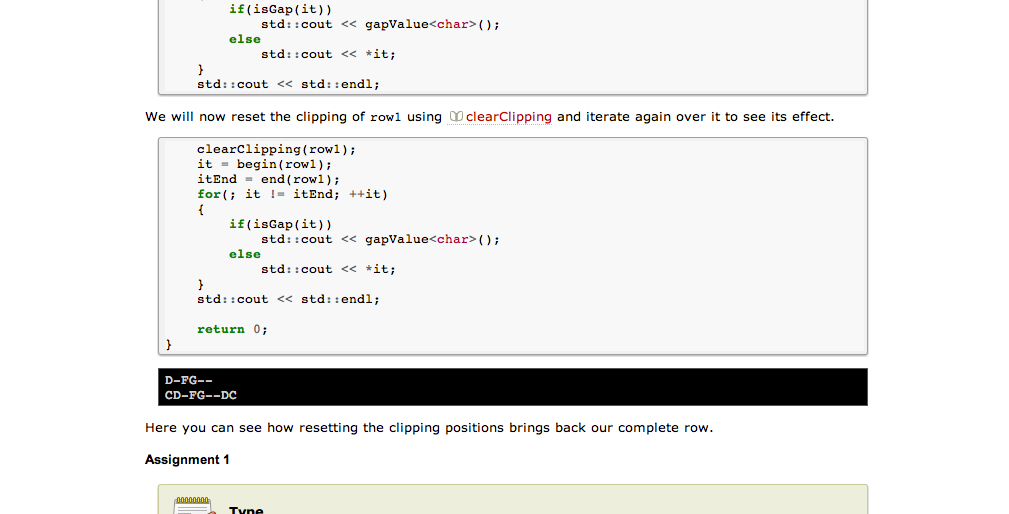 if(isGap(it))
std::cout << gapValue<char>();
else
std::cout << *it;
}
std::cout << std::endl;
We will now reset the clipping of row1 using clearClipping and iterate again over it to see its effect.
clearClipping(row1);
it = begin(row1);
itEnd = end(row1);
for(; it != itEnd; ++it)
{
if(isGap(it))
std::cout << gapValue<char>();
else
std::cout << *it;
}
std::cout << std::endl;
return 0;
}
D-FG--
CD-FG--DC
Here you can see how resetting the clipping positions brings back our complete row.
Assignment 1
Type